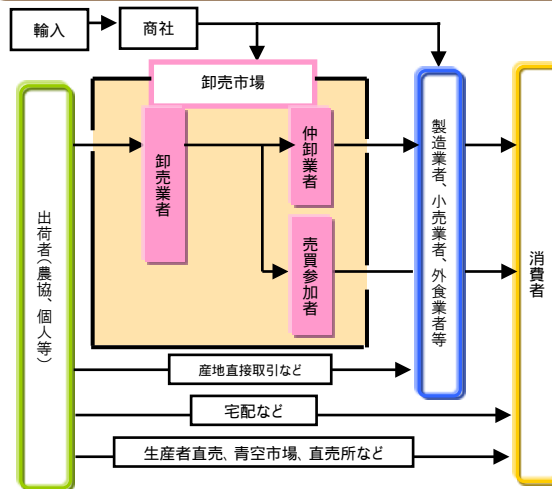 輸入
商社
卸売市場
出荷者(農協、個人等)
卸売業者
仲卸業者
売買参加者
製造業者、小売業者、外食業者等
消費者
産地直接取引など
宅配など
生産者直売、青空市場、直売所など